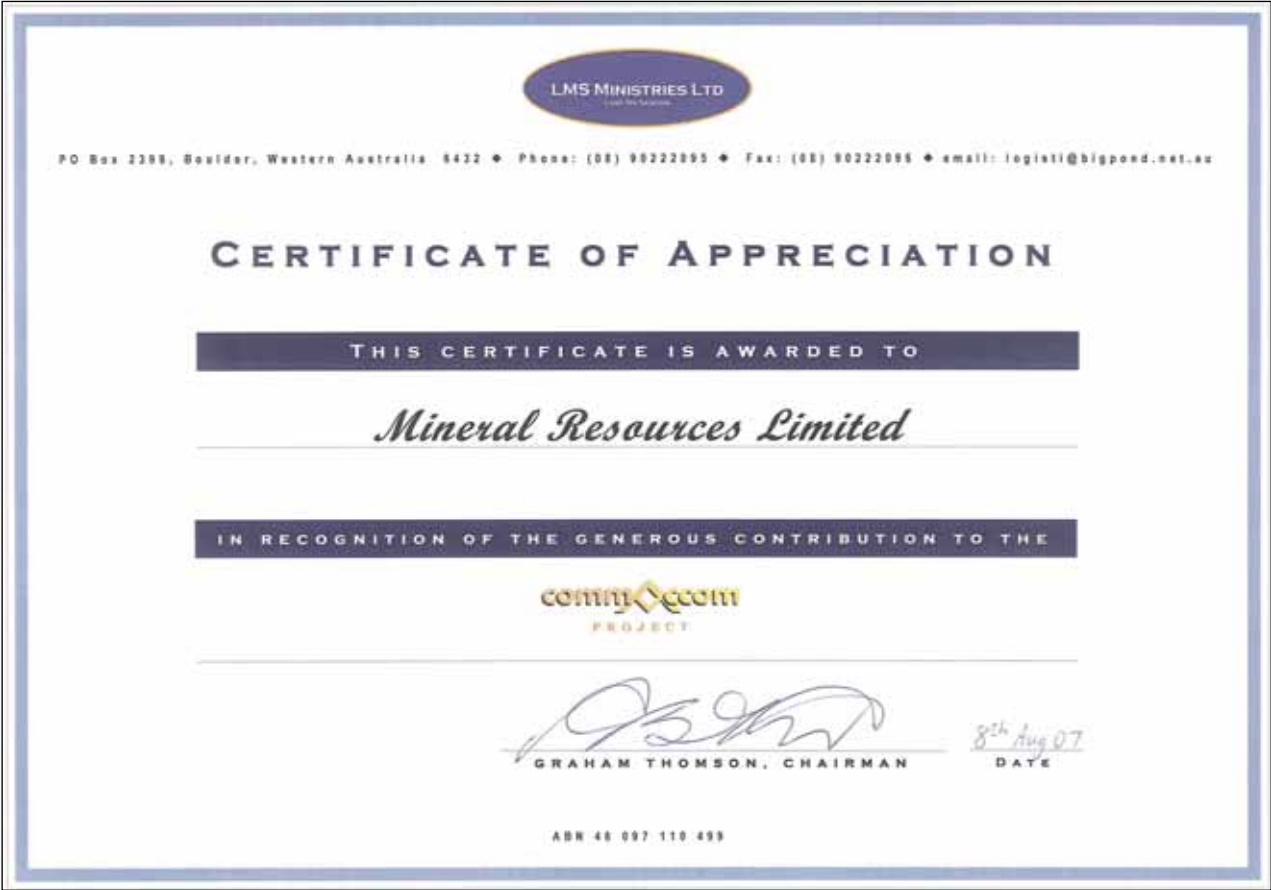 LMS MINISTRIES LTD
PO Box 2398, Boulder, Western Australia 6432 ◆ Phone: (08) 90222095 ◆ Fax: (08) 90222096 ◆ email: logisti@bigpond.net.au
CERTIFICATE OF APPRECIATION
THIS CERTIFICATE IS AWARDED TO
Mineral Resources Limited
IN RECOGNITION OF THE GENEROUS CONTRIBUTION TO THE
PROJECT
8th Aug 07
GRAHAM THOMSON, CHAIRMAN
DATE
ABN 48 097 110 499